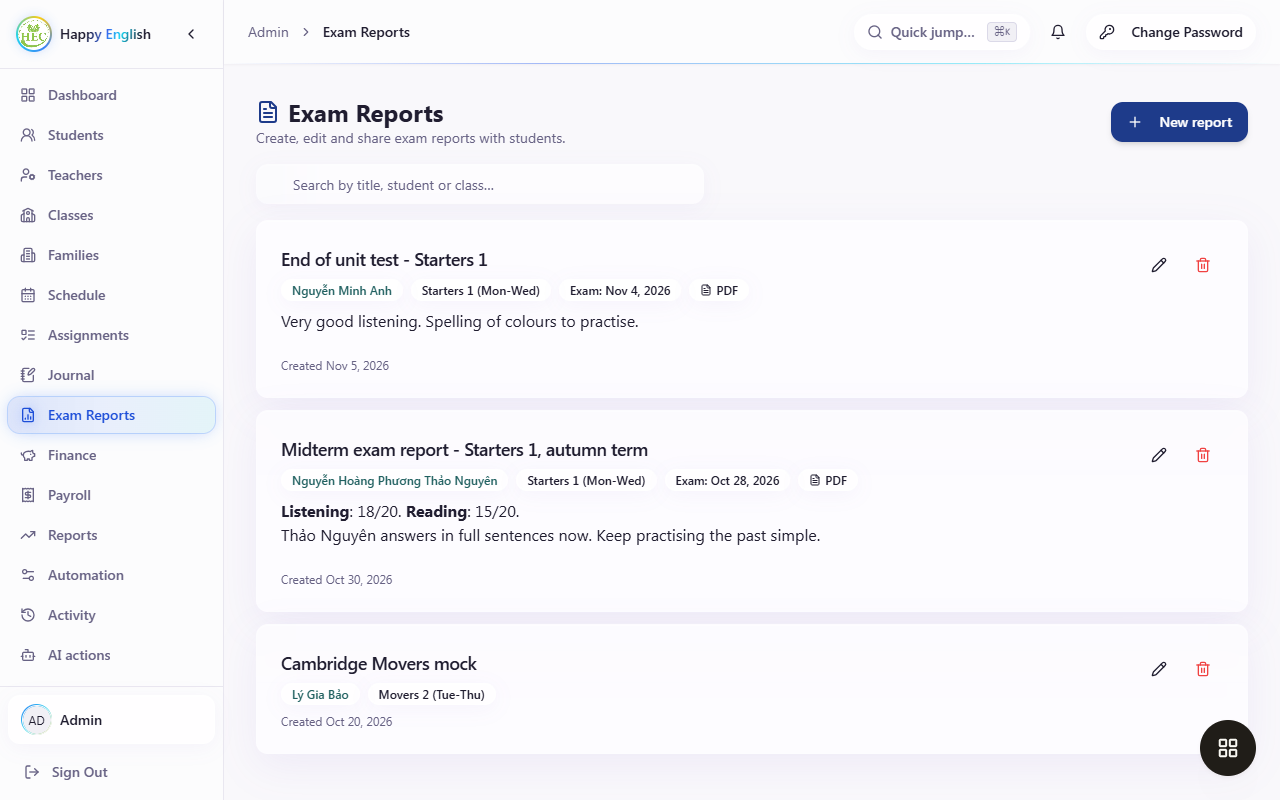 HEC
Happy English
Admin > Exam Reports
Quick jump... ⌘K
Change Password
Dashboard
Students
Teachers
Classes
Families
Schedule
Assignments
Journal
Exam Reports
Finance
Payroll
Reports
Automation
Activity
AI actions
AD Admin
Sign Out
Exam Reports
Create, edit and share exam reports with students.
New report
Search by title, student or class...
End of unit test - Starters 1
Nguyễn Minh Anh Starters 1 (Mon-Wed) Exam: Nov 4, 2026 PDF
Very good listening. Spelling of colours to practise.
Created Nov 5, 2026
Midterm exam report - Starters 1, autumn term
Nguyễn Hoàng Phương Thảo Nguyên Starters 1 (Mon-Wed) Exam: Oct 28, 2026 PDF
Listening: 18/20. Reading: 15/20.
Thảo Nguyên answers in full sentences now. Keep practising the past simple.
Created Oct 30, 2026
Cambridge Movers mock
Lý Gia Bảo Movers 2 (Tue-Thu)
Created Oct 20, 2026